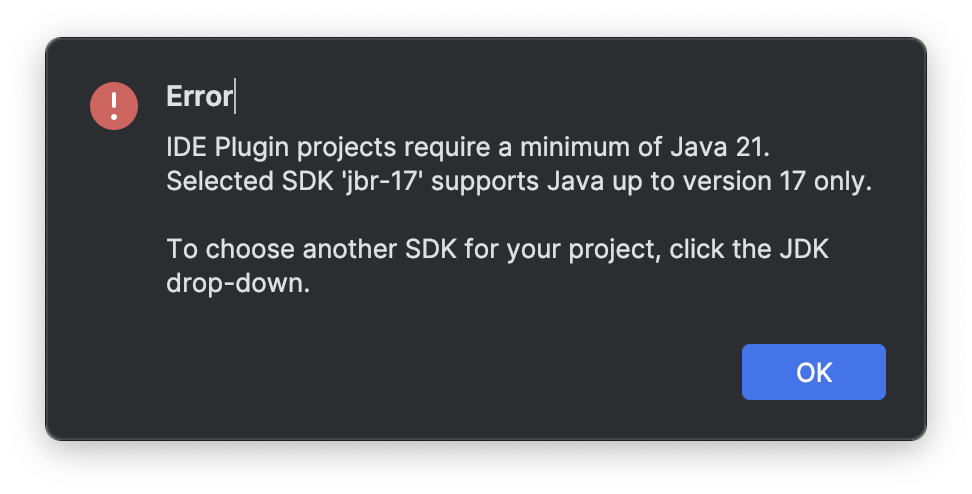 Error
IDE Plugin projects require a minimum of Java 21.
Selected SDK 'jbr-17' supports Java up to version 17 only.
To choose another SDK for your project, click the JDK
drop-down.
OK